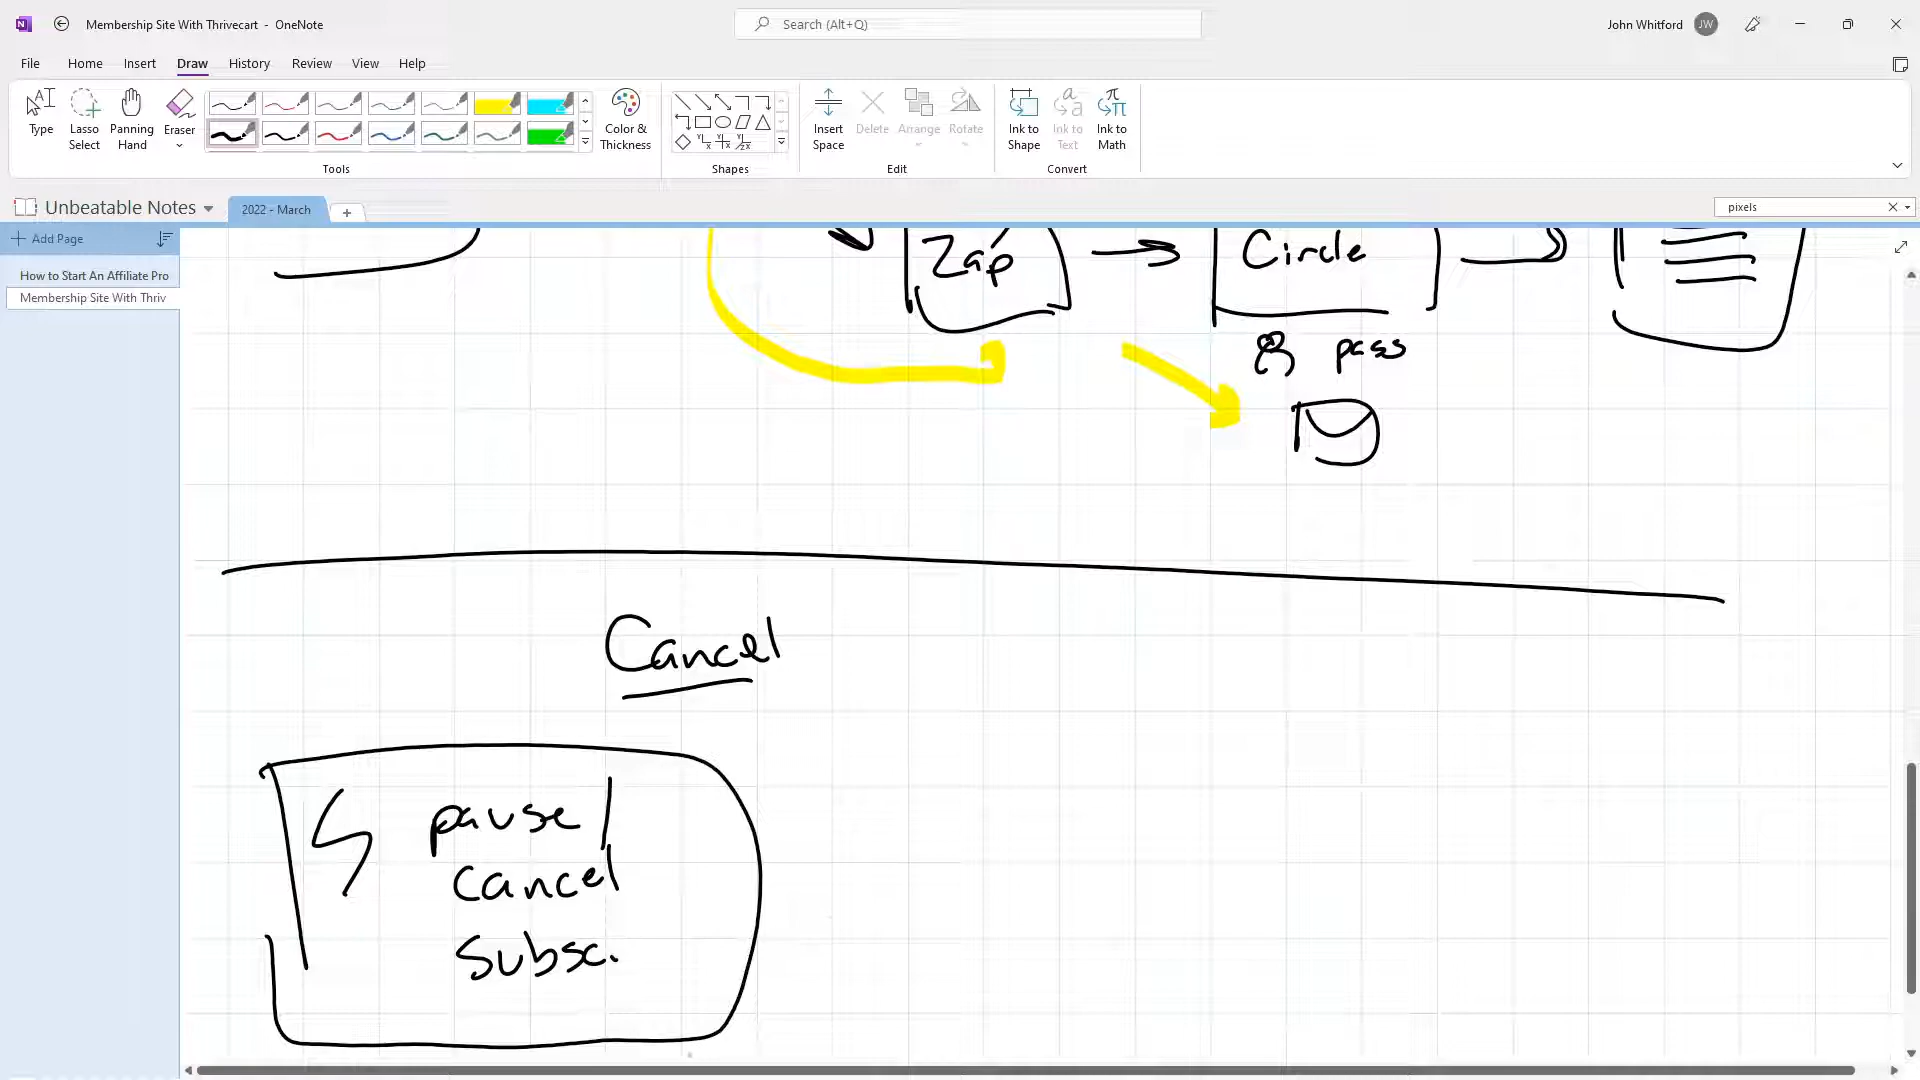 Membership Site With Thrivecart - OneNote
Search (Alt+Q)
John Whitford
JW
File Home Insert Draw History Review View Help
Type
Lasso Select
Panning Hand
Eraser
Color & Thickness
Insert Space
Delete
Arrange
Rotate
Ink to Shape
Ink to Text
Ink to Math
Tools
Shapes
Edit
Convert
Unbeatable Notes
2022 - March
pixels
Add Page
How to Start An Affiliate Pro
Membership Site With Thriv
Zap
Circle
pass
Cancel
pause/
cancel
subsc.